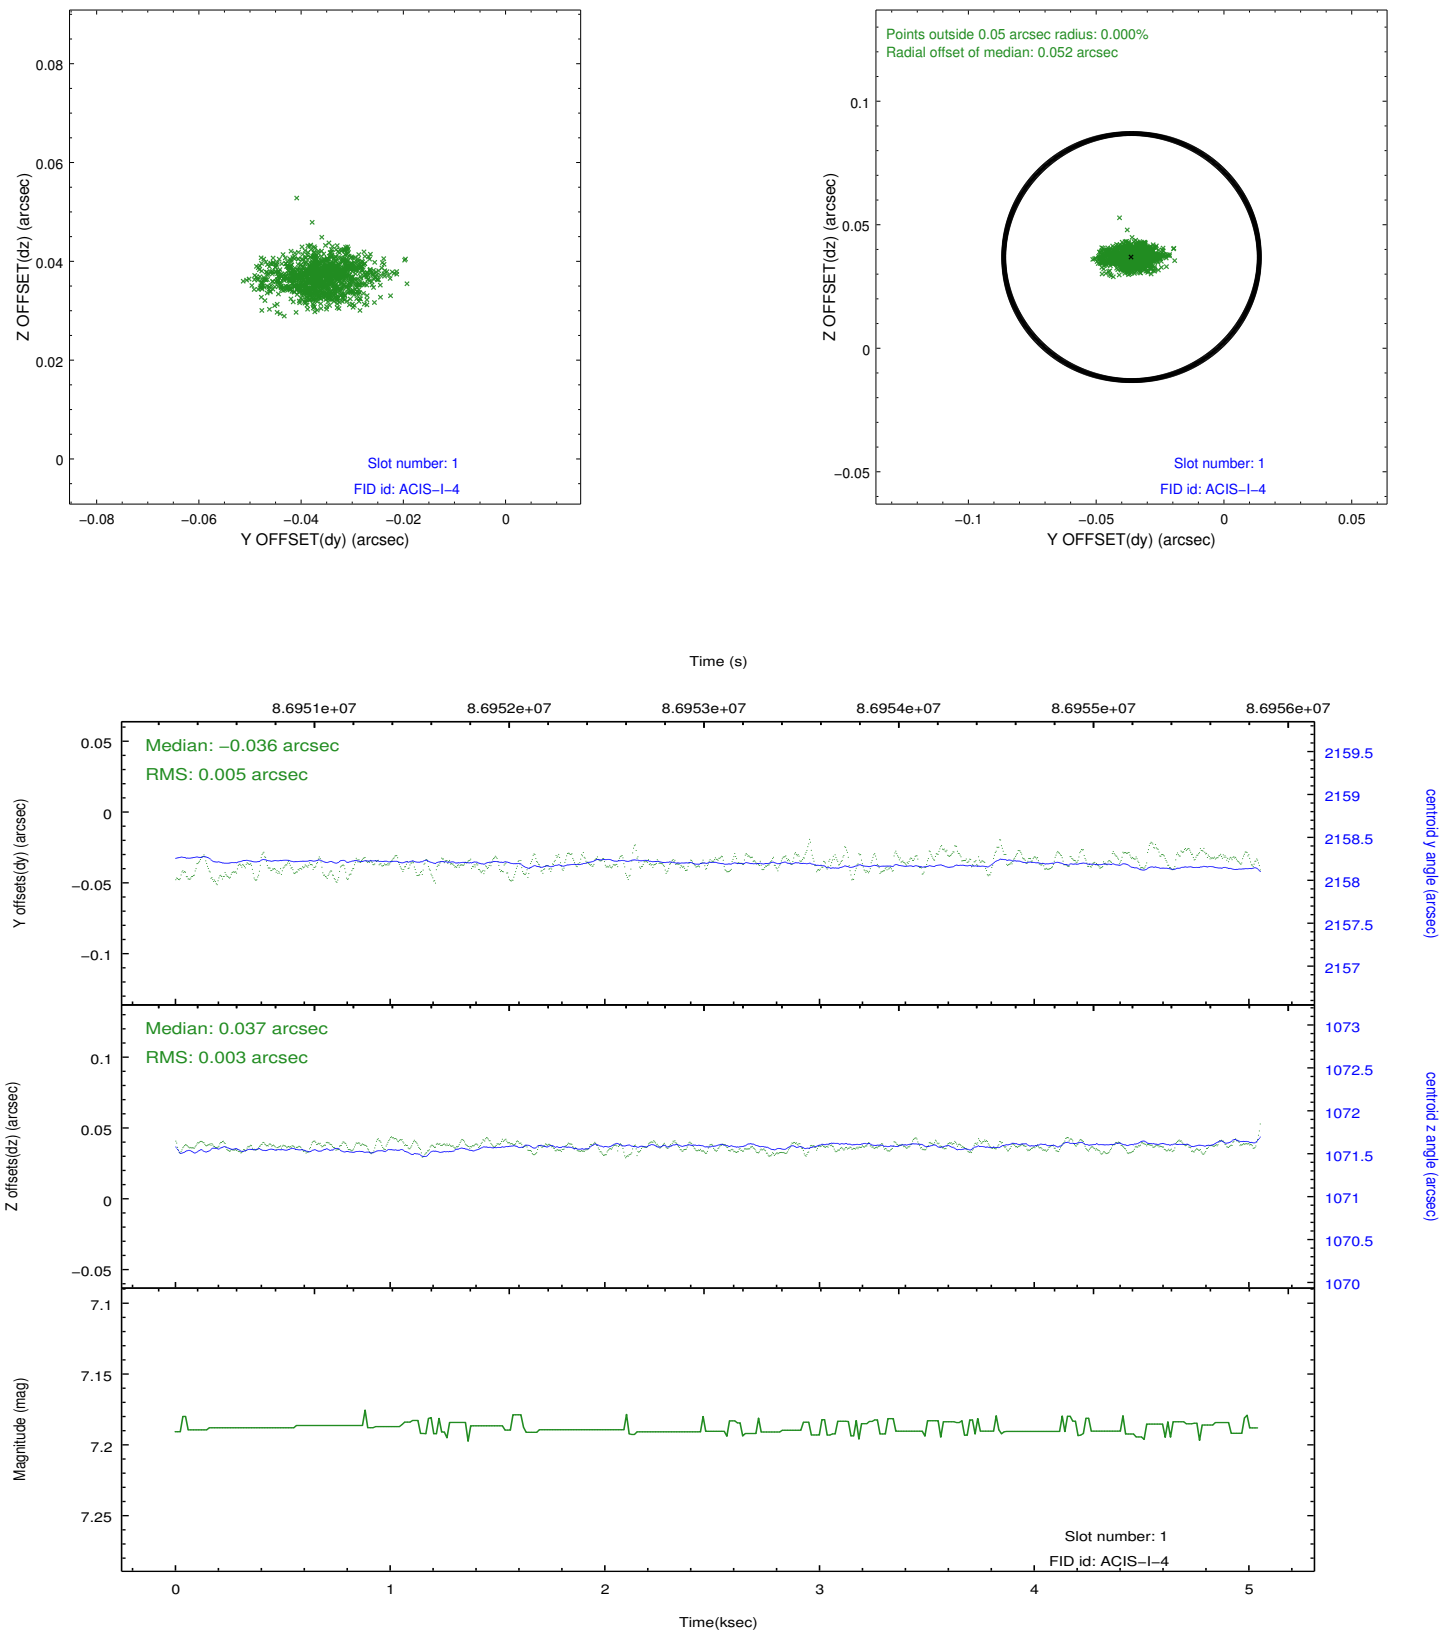 0.08
0.06
0.04
0.02
0
Z OFFSET(dz) (arcsec)
Slot number: 1
FID id: ACIS−I−4
−0.08
−0.06
−0.04
−0.02
0
Y OFFSET(dy) (arcsec)
Points outside 0.05 arcsec radius: 0.000%
Radial offset of median: 0.052 arcsec
0.1
0.05
0
−0.05
Z OFFSET(dz) (arcsec)
Slot number: 1
FID id: ACIS−I−4
−0.1
−0.05
0
0.05
Y OFFSET(dy) (arcsec)
Time (s)
8.6951e+07
8.6952e+07
8.6953e+07
8.6954e+07
8.6955e+07
8.6956e+07
Median: −0.036 arcsec
RMS: 0.005 arcsec
0.05
0
−0.05
−0.1
Y offsets(dy) (arcsec)
2159.5
2159
2158.5
2158
2157.5
2157
centroid y angle (arcsec)
Median: 0.037 arcsec
RMS: 0.003 arcsec
0.1
0.05
0
−0.05
Z offsets(dz) (arcsec)
1073
1072.5
1072
1071.5
1071
1070.5
1070
centroid z angle (arcsec)
7.1
7.15
7.2
7.25
Magnitude (mag)
Slot number: 1
FID id: ACIS−I−4
0
1
2
3
4
5
Time(ksec)